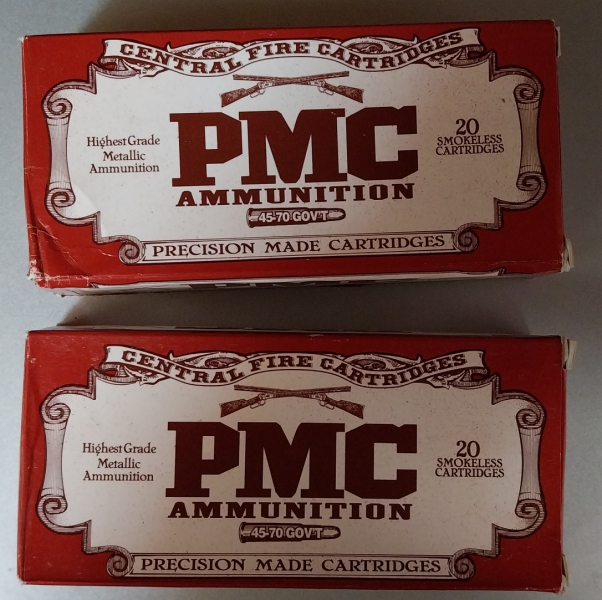 CENTRAL FIRE CARTRIDGES
Highest Grade
Metallic
Ammunition
PMC
AMMUNITION
45-70 GOV'T
20
SMOKELESS
CARTRIDGES
PRECISION MADE CARTRIDGES
CENTRAL FIRE CARTRIDGES
Highest Grade
Metallic
Ammunition
PMC
AMMUNITION
45-70 GOV'T
20
SMOKELESS
CARTRIDGES
PRECISION MADE CARTRIDGES